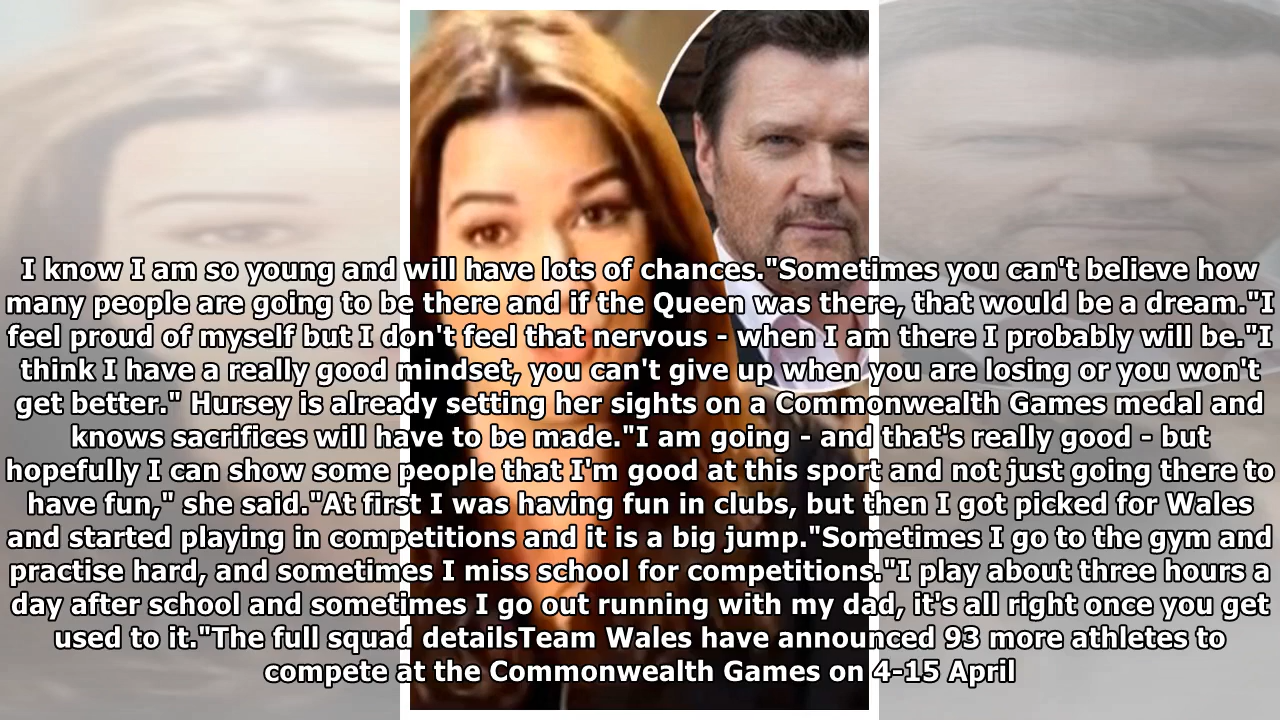 I know I am so young and will have lots of chances."Sometimes you can't believe how
many people are going to be there and if the Queen was there, that would be a dream."I
feel proud of myself but I don't feel that nervous - when I am there I probably will be."I
think I have a really good mindset, you can't give up when you are losing or you won't
get better." Hursey is already setting her sights on a Commonwealth Games medal and
knows sacrifices will have to be made."I am going - and that's really good - but
hopefully I can show some people that I'm good at this sport and not just going there to
have fun," she said."At first I was having fun in clubs, but then I got picked for Wales
and started playing in competitions and it is a big jump."Sometimes I go to the gym and
practise hard, and sometimes I miss school for competitions."I play about three hours a
day after school and sometimes I go out running with my dad, it's all right once you get
used to it."The full squad detailsTeam Wales have announced 93 more athletes to
compete at the Commonwealth Games on 4-15 April